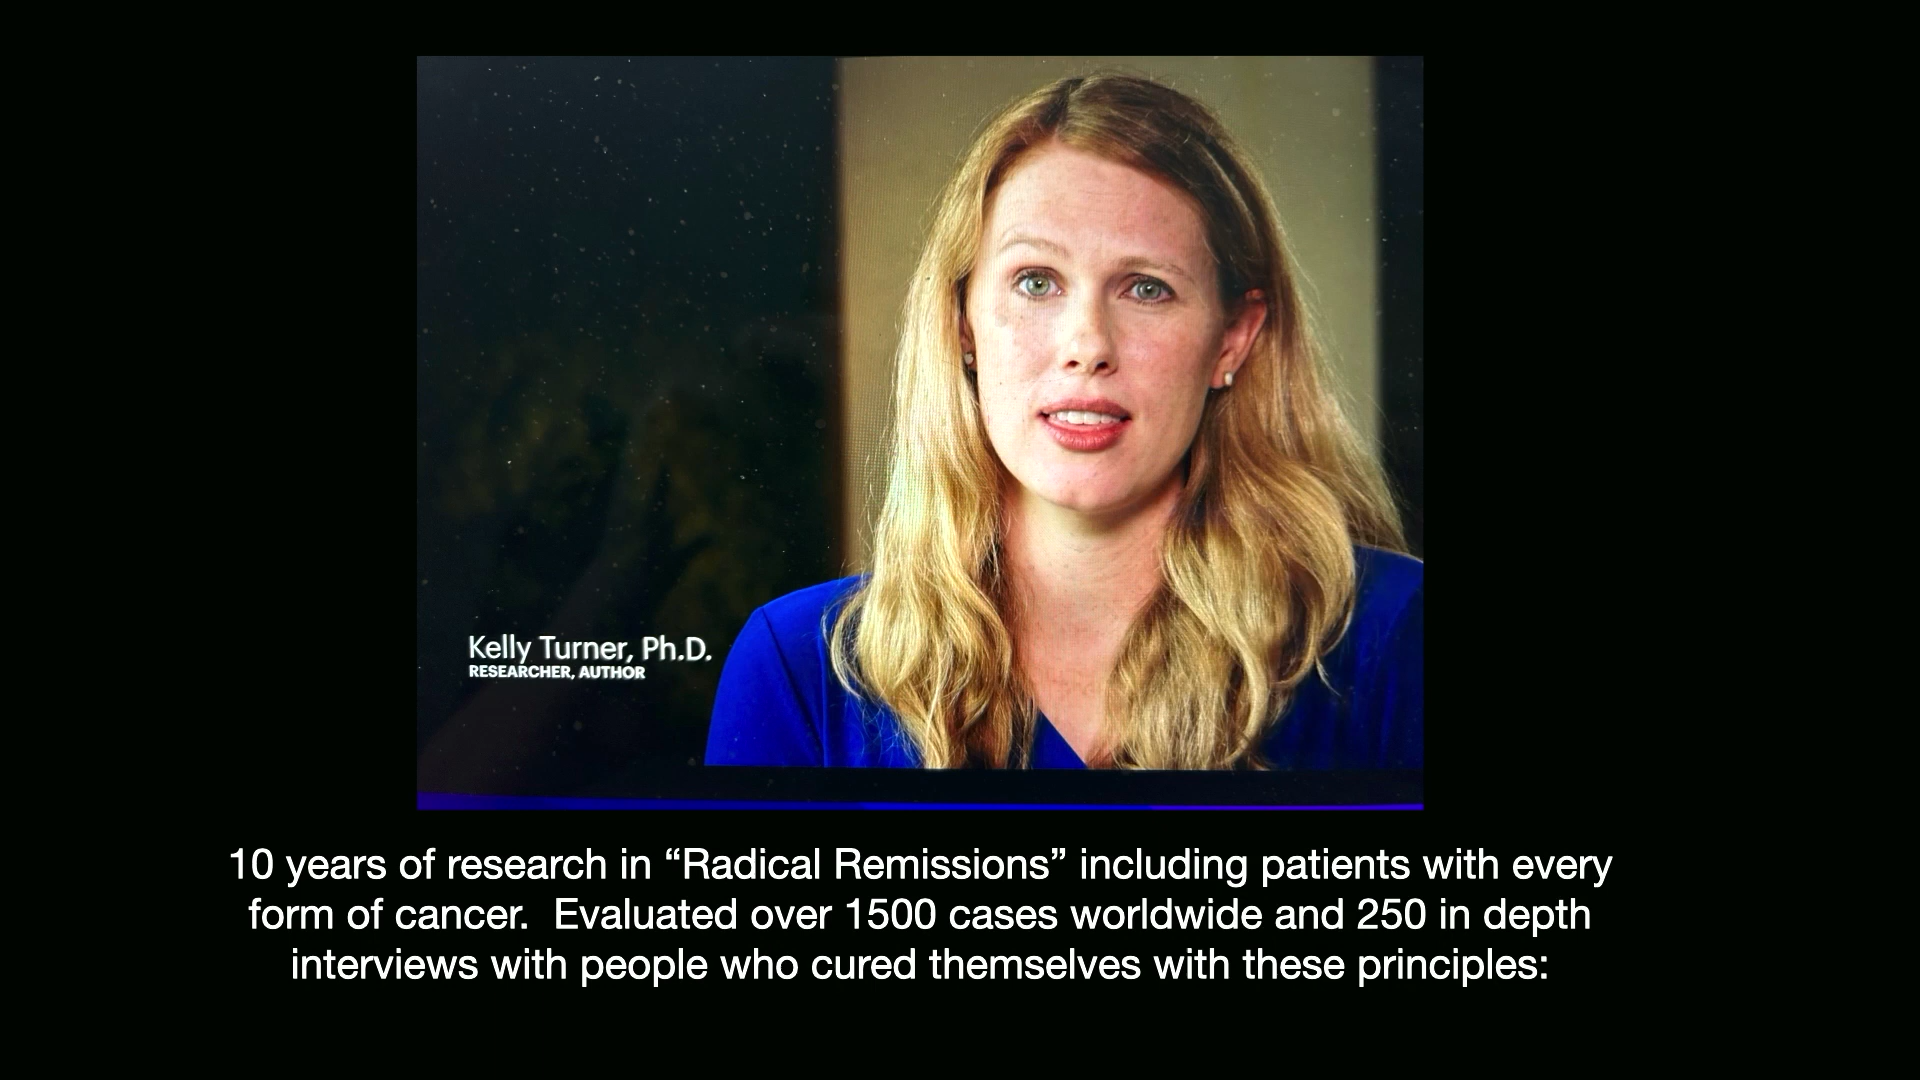 Kelly Turner, Ph.D.
RESEARCHER, AUTHOR
10 years of research in “Radical Remissions” including patients with every
form of cancer.  Evaluated over 1500 cases worldwide and 250 in depth
interviews with people who cured themselves with these principles: